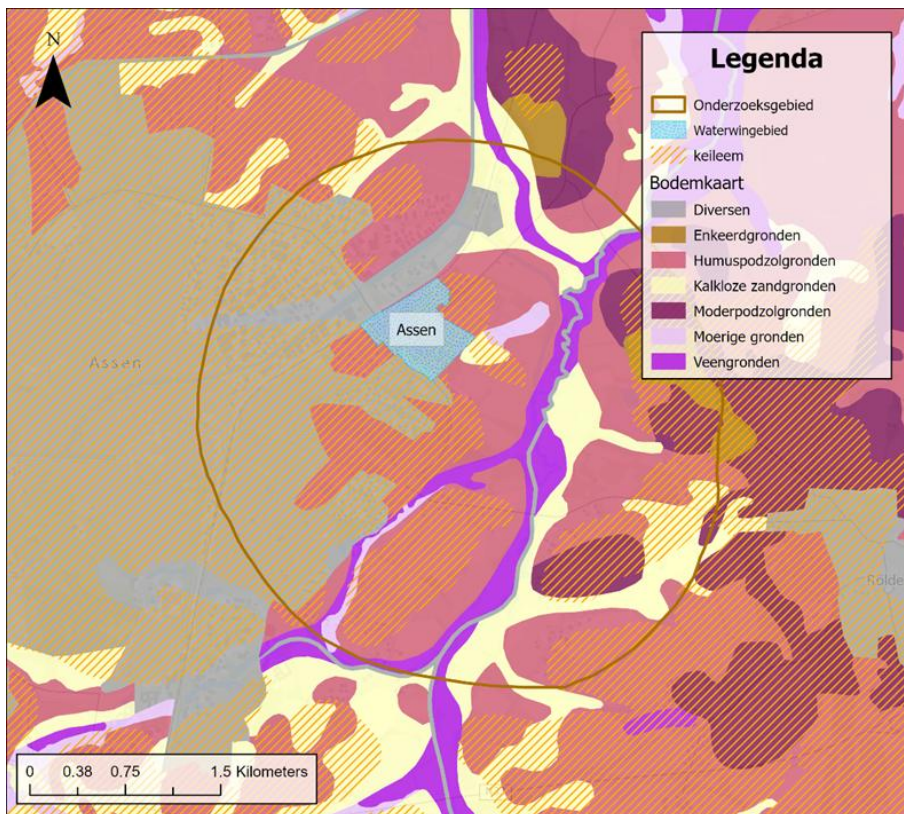 N
Legenda
Onderzoeksgebied
Waterwingebied
keileem
Bodemkaart
Diversen
Enkeerdgronden
Humuspodzolgronden
Kalkloze zandgronden
Moderpodzolgronden
Moerige gronden
Veengronden
Assen
Assen
Rolde
0 0.38 0.75 1.5 Kilometers